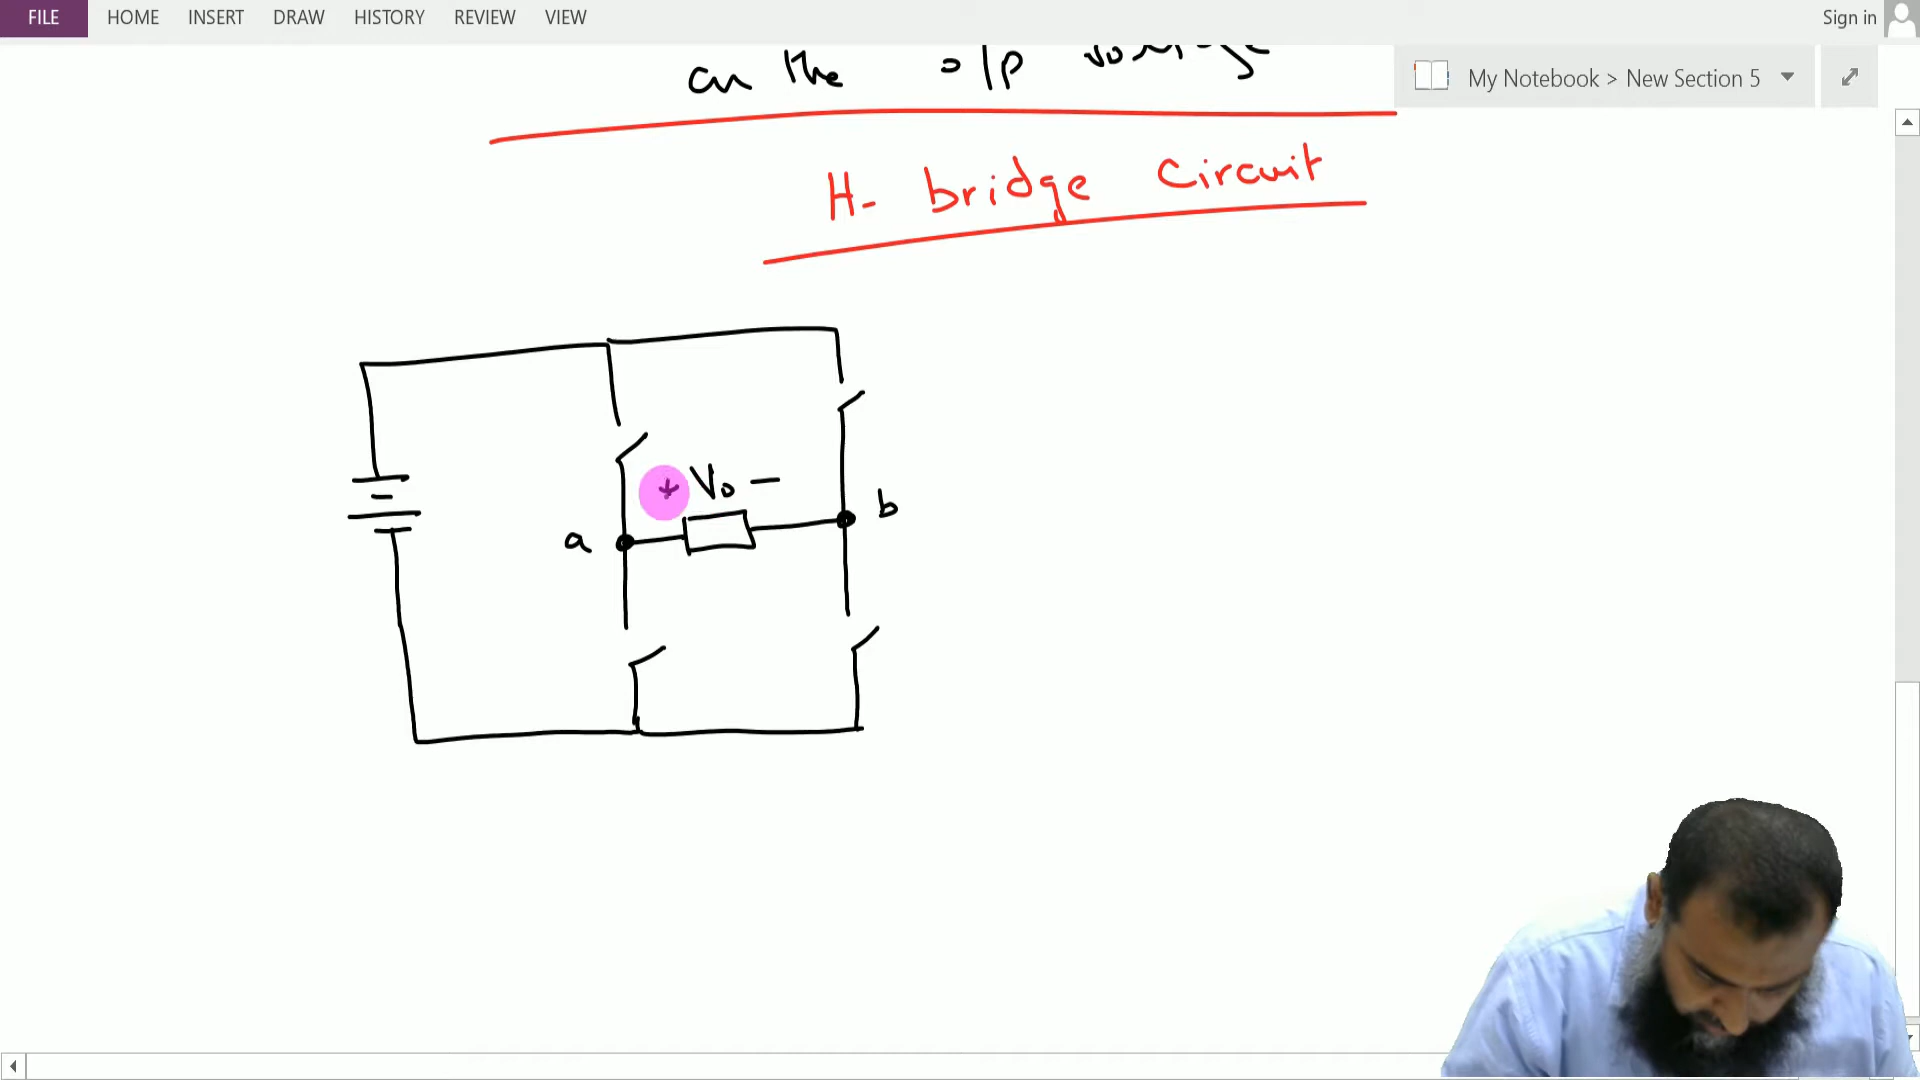 FILE HOME INSERT DRAW HISTORY REVIEW VIEW Sign in
on the o/p voltage
My Notebook > New Section 5
H- bridge Circuit
+ Vo −
a
b